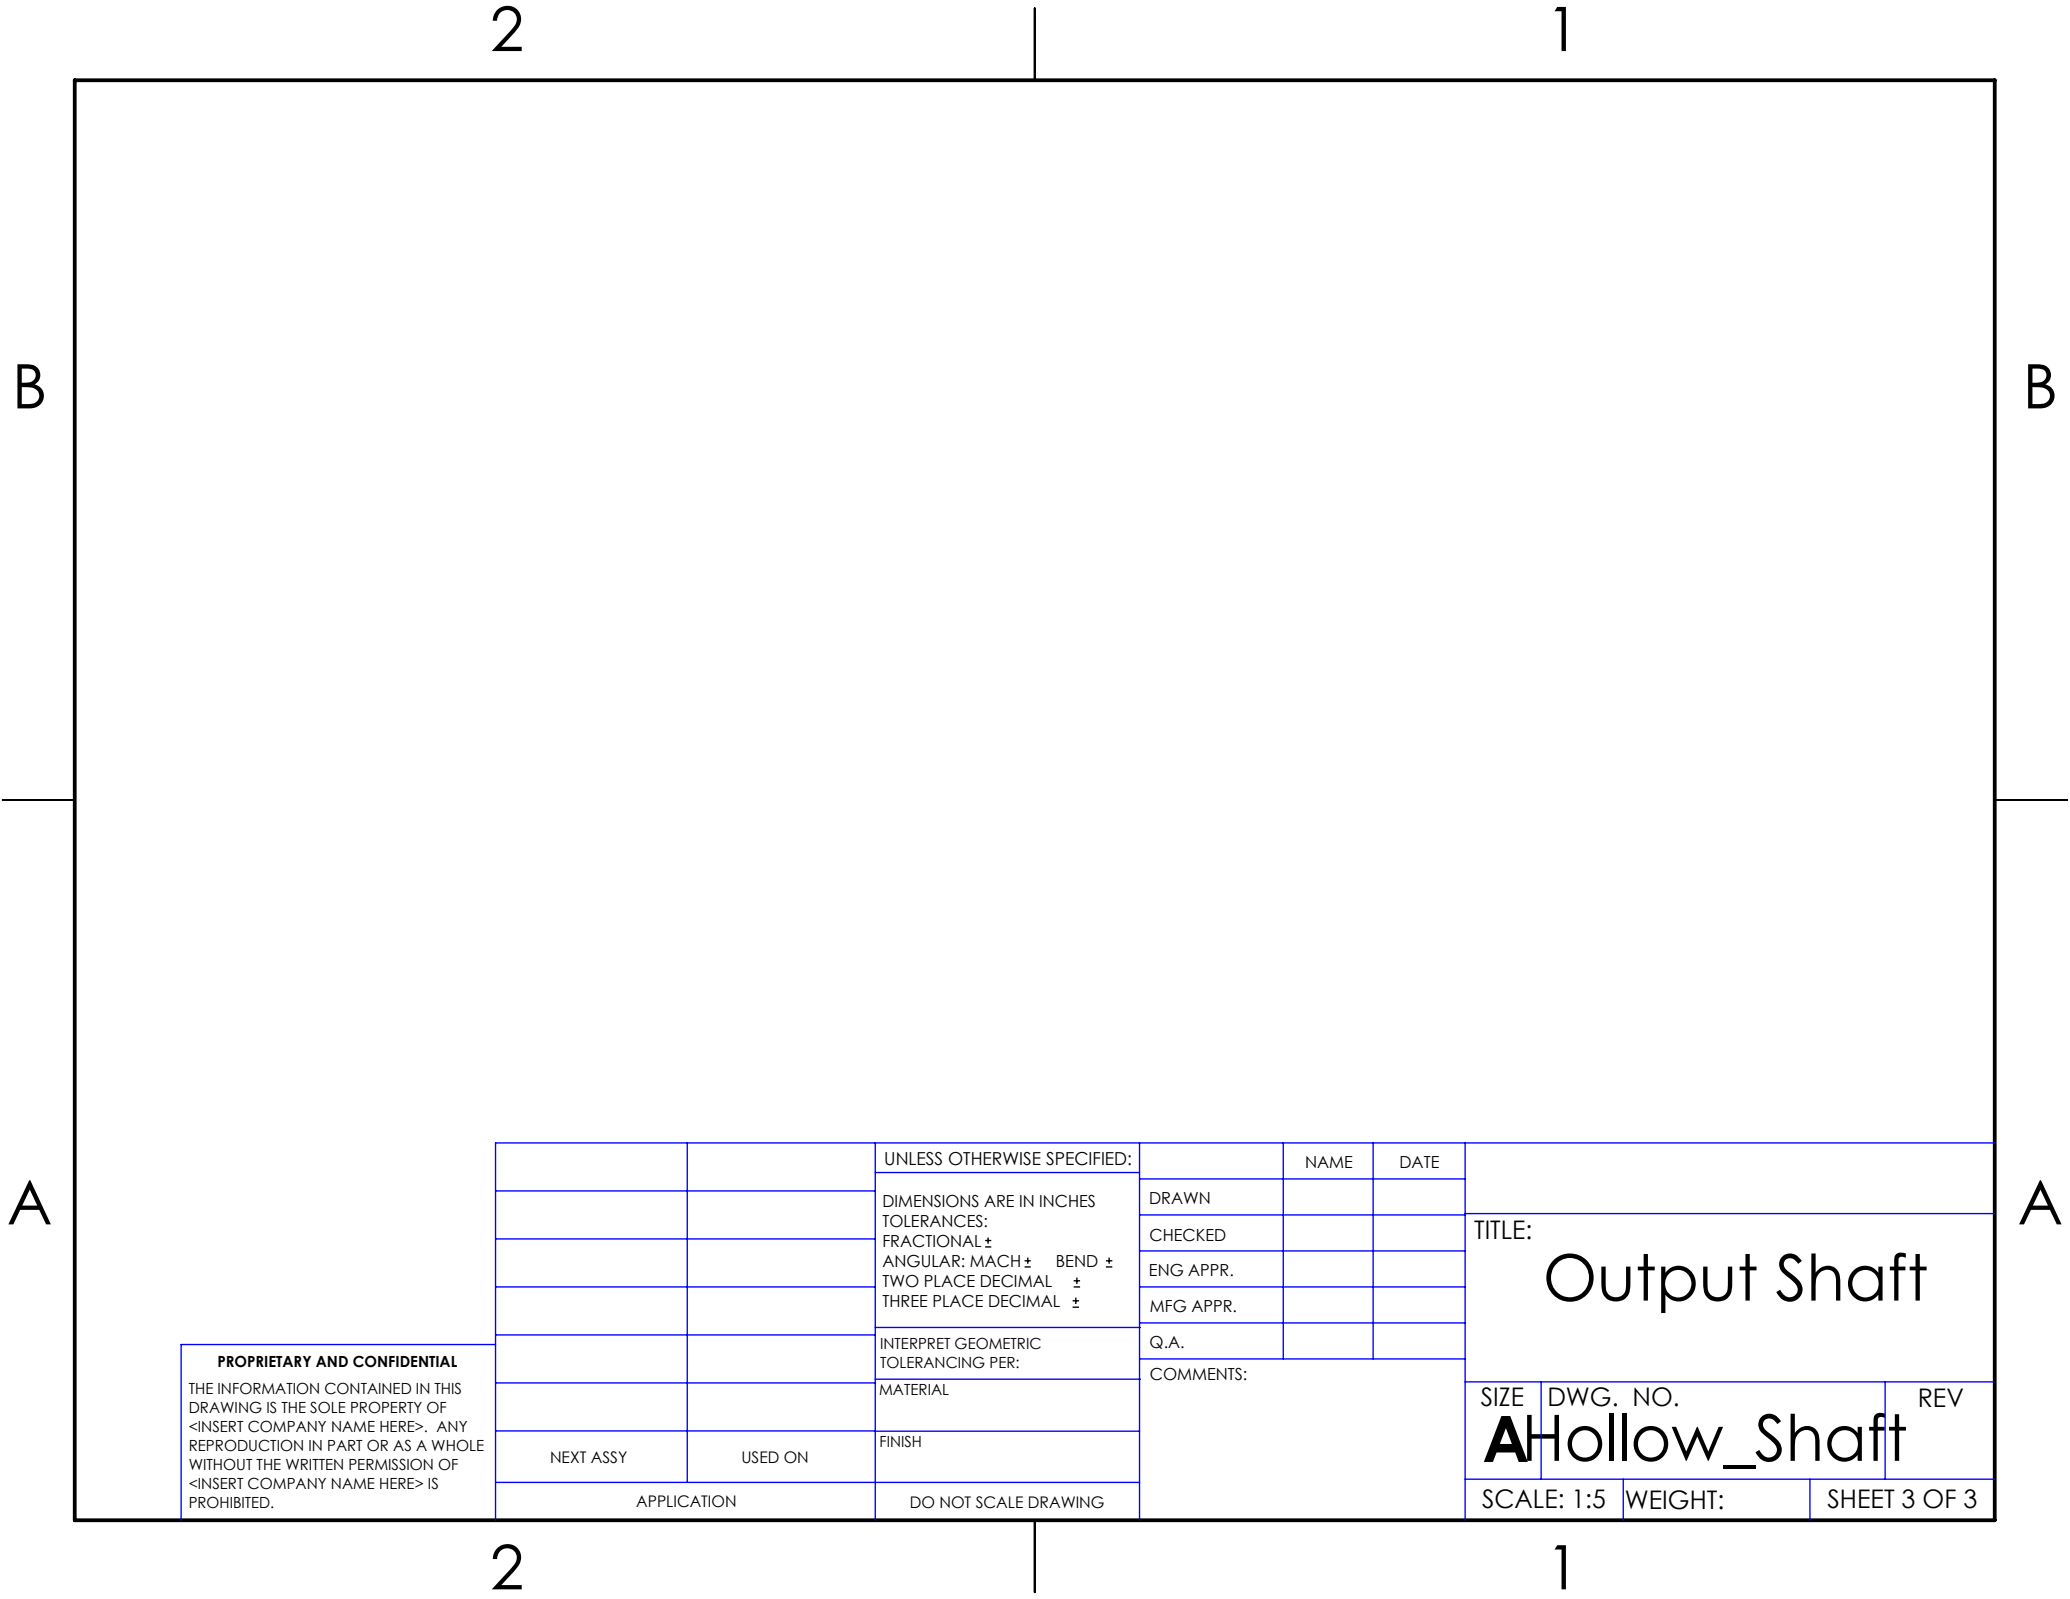 2 1
B B
A A
UNLESS OTHERWISE SPECIFIED:
DIMENSIONS ARE IN INCHES
TOLERANCES:
FRACTIONAL ±
ANGULAR: MACH ± BEND ±
TWO PLACE DECIMAL ±
THREE PLACE DECIMAL ±
INTERPRET GEOMETRIC
TOLERANCING PER:
MATERIAL
FINISH
DO NOT SCALE DRAWING
NAME DATE
DRAWN
CHECKED
ENG APPR.
MFG APPR.
Q.A.
COMMENTS:
TITLE:
Output Shaft
SIZE DWG. NO. REV
A Hollow_Shaft
SCALE: 1:5 WEIGHT: SHEET 3 OF 3
PROPRIETARY AND CONFIDENTIAL
THE INFORMATION CONTAINED IN THIS
DRAWING IS THE SOLE PROPERTY OF
<INSERT COMPANY NAME HERE>. ANY
REPRODUCTION IN PART OR AS A WHOLE
WITHOUT THE WRITTEN PERMISSION OF
<INSERT COMPANY NAME HERE> IS
PROHIBITED.
NEXT ASSY USED ON
APPLICATION
2 1